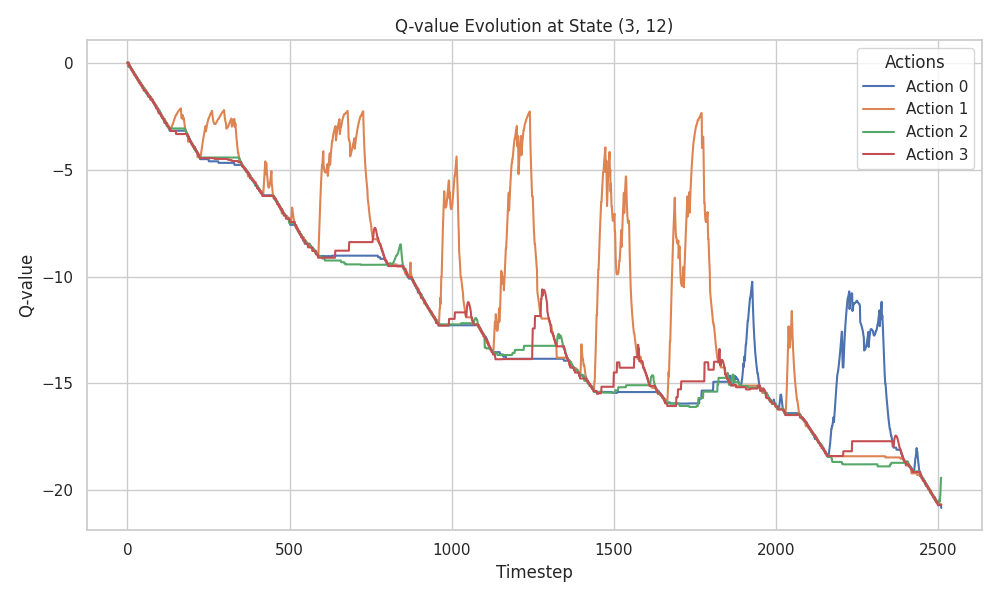 Q-value Evolution at State (3, 12)
Actions
Action 0
Action 1
Action 2
Action 3
Q-value
0
−5
−10
−15
−20
0
500
1000
1500
2000
2500
Timestep